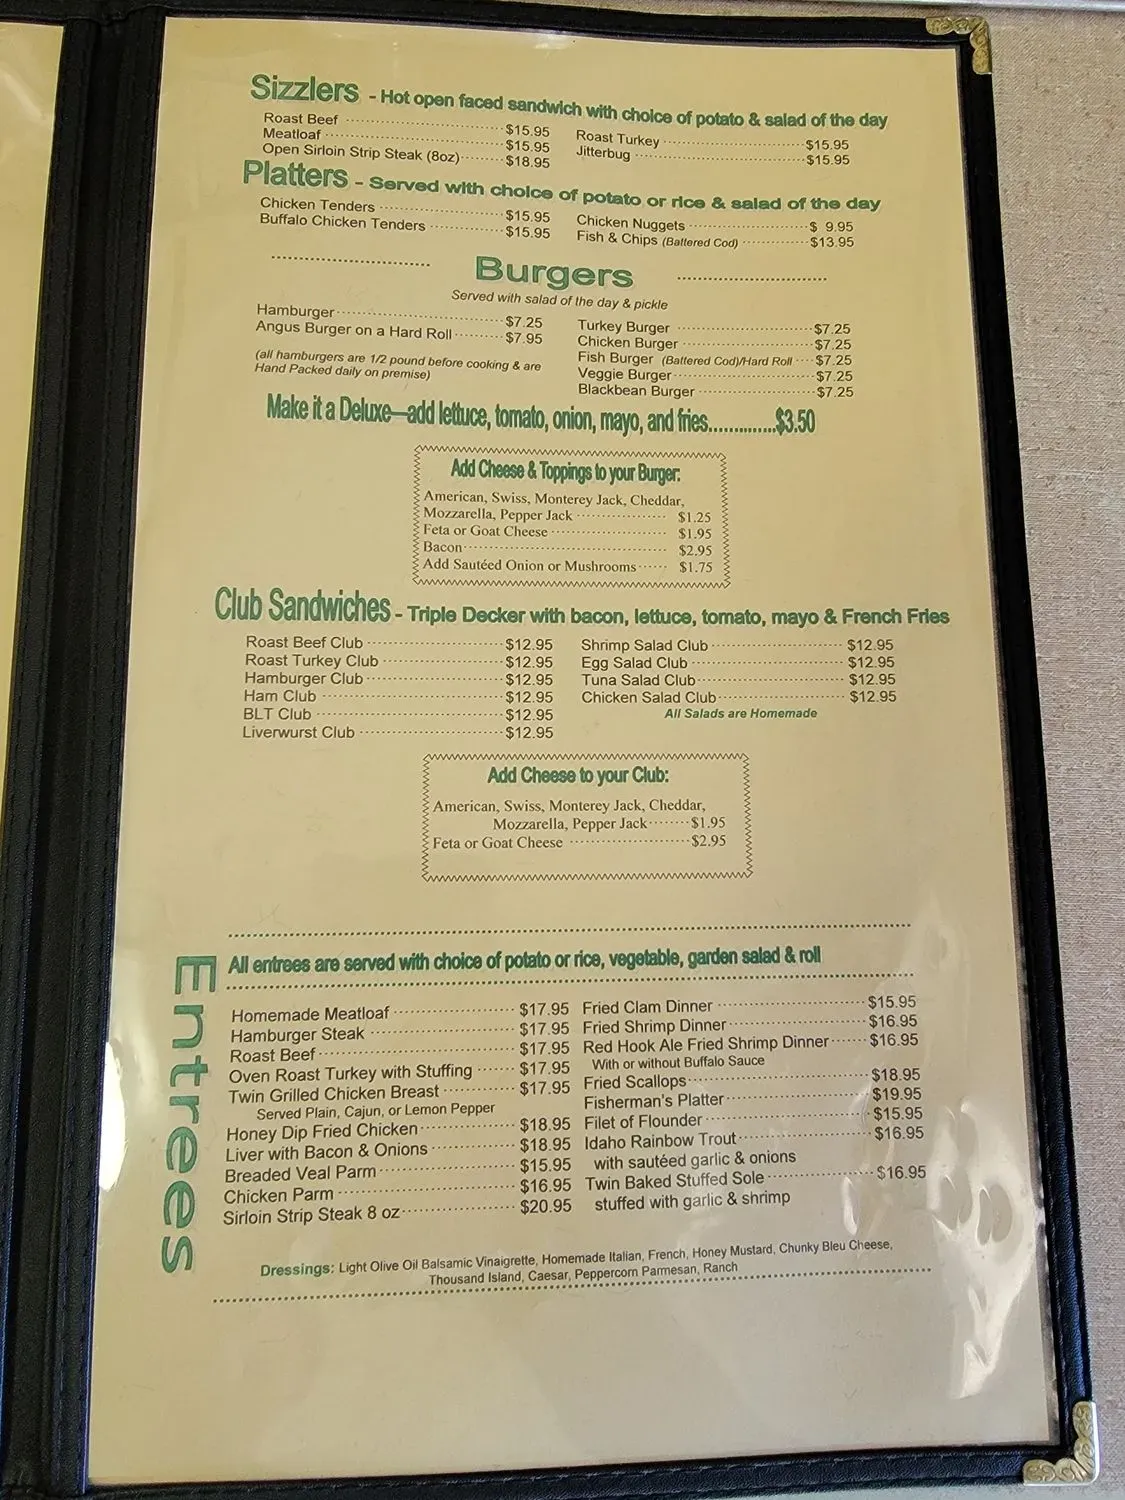 Sizzlers - Hot open faced sandwich with choice of potato & salad of the day
Roast Beef $15.95
Meatloaf $15.95
Open Sirloin Strip Steak (8oz) $18.95
Roast Turkey $15.95
Jitterbug $15.95
Platters - Served with choice of potato or rice & salad of the day
Chicken Tenders $15.95
Buffalo Chicken Tenders $15.95
Chicken Nuggets $ 9.95
Fish & Chips (Battered Cod) $13.95
Burgers
Served with salad of the day & pickle
Hamburger $7.25
Angus Burger on a Hard Roll $7.95
(all hamburgers are 1/2 pound before cooking & are
Hand Packed daily on premise)
Turkey Burger $7.25
Chicken Burger $7.25
Fish Burger (Battered Cod)/Hard Roll $7.25
Veggie Burger $7.25
Blackbean Burger $7.25
Make it a Deluxe—add lettuce, tomato, onion, mayo, and fries..............$3.50
Add Cheese & Toppings to your Burger:
American, Swiss, Monterey Jack, Cheddar,
Mozzarella, Pepper Jack $1.25
Feta or Goat Cheese $1.95
Bacon $2.95
Add Sautéed Onion or Mushrooms $1.75
Club Sandwiches - Triple Decker with bacon, lettuce, tomato, mayo & French Fries
Roast Beef Club $12.95
Roast Turkey Club $12.95
Hamburger Club $12.95
Ham Club $12.95
BLT Club $12.95
Liverwurst Club $12.95
Shrimp Salad Club $12.95
Egg Salad Club $12.95
Tuna Salad Club $12.95
Chicken Salad Club $12.95
All Salads are Homemade
Add Cheese to your Club:
American, Swiss, Monterey Jack, Cheddar,
Mozzarella, Pepper Jack $1.95
Feta or Goat Cheese $2.95
Entrees
All entrees are served with choice of potato or rice, vegetable, garden salad & roll
Homemade Meatloaf $17.95
Hamburger Steak $17.95
Roast Beef $17.95
Oven Roast Turkey with Stuffing $17.95
Twin Grilled Chicken Breast $17.95
Served Plain, Cajun, or Lemon Pepper
Honey Dip Fried Chicken $18.95
Liver with Bacon & Onions $18.95
Breaded Veal Parm $15.95
Chicken Parm $16.95
Sirloin Strip Steak 8 oz $20.95
Fried Clam Dinner $15.95
Fried Shrimp Dinner $16.95
Red Hook Ale Fried Shrimp Dinner $16.95
With or without Buffalo Sauce
Fried Scallops $18.95
Fisherman's Platter $19.95
Filet of Flounder $15.95
Idaho Rainbow Trout $16.95
with sautéed garlic & onions
Twin Baked Stuffed Sole $16.95
stuffed with garlic & shrimp
Dressings: Light Olive Oil Balsamic Vinaigrette, Homemade Italian, French, Honey Mustard, Chunky Bleu Cheese,
Thousand Island, Caesar, Peppercorn Parmesan, Ranch